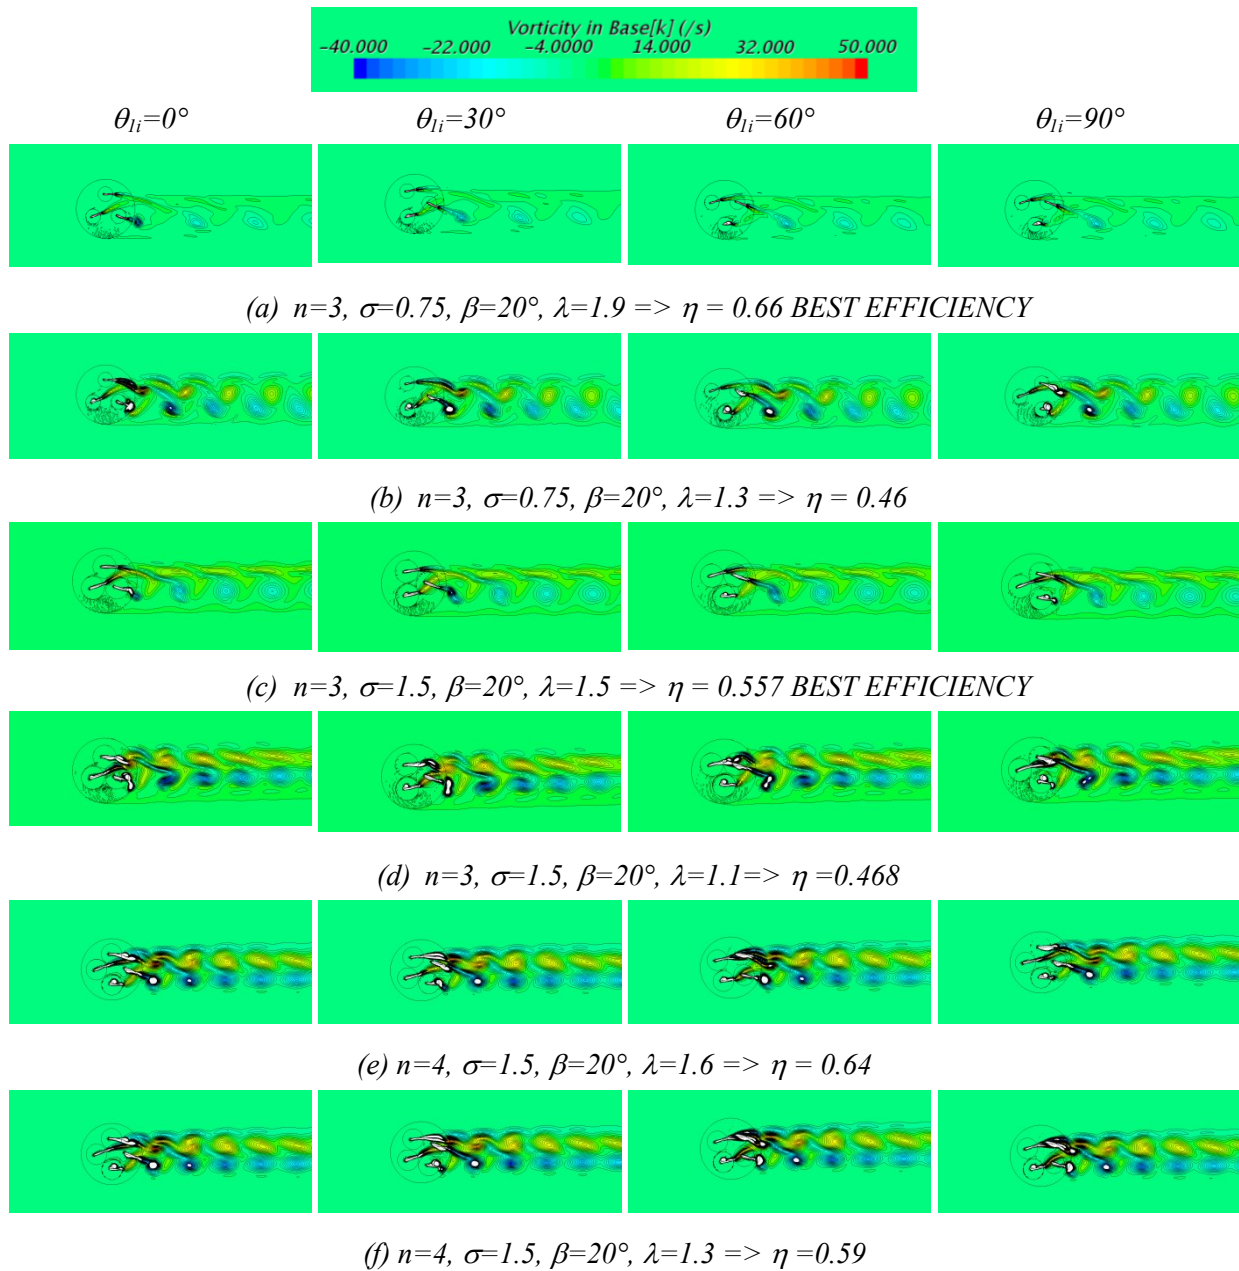 Vorticity in Base[k] (/s)
-40.000 -22.000 -4.0000 14.000 32.000 50.000
θli=0° θli=30° θli=60° θli=90°
(a) n=3, σ=0.75, β=20°, λ=1.9 => η = 0.66 BEST EFFICIENCY
(b) n=3, σ=0.75, β=20°, λ=1.3 => η = 0.46
(c) n=3, σ=1.5, β=20°, λ=1.5 => η = 0.557 BEST EFFICIENCY
(d) n=3, σ=1.5, β=20°, λ=1.1=> η =0.468
(e) n=4, σ=1.5, β=20°, λ=1.6 => η = 0.64
(f) n=4, σ=1.5, β=20°, λ=1.3 => η =0.59